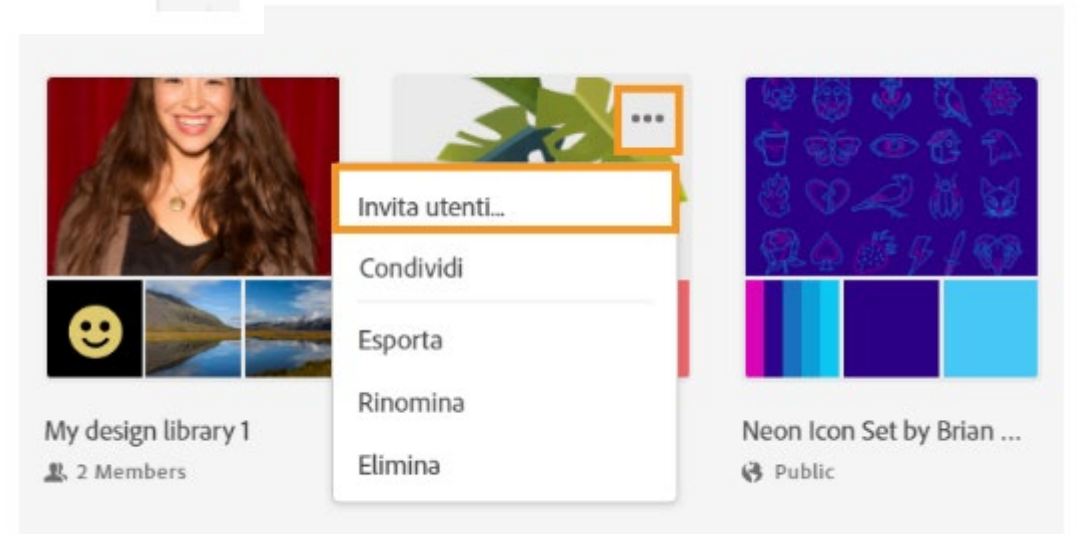 Invita utenti...
Condividi
Esporta
Rinomina
Elimina
My design library 1
2 Members
Neon Icon Set by Brian ...
Public